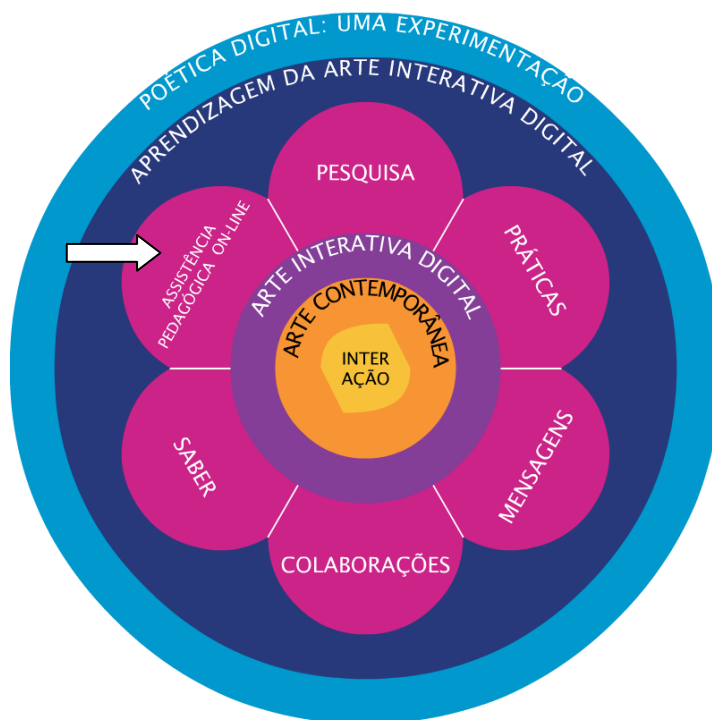 POÉTICA DIGITAL: UMA EXPERIMENTAÇÃO
APRENDIZAGEM DA ARTE INTERATIVA DIGITAL
PESQUISA
ASSISTÊNCIA
PEDAGÓGICA ON-LINE
PRÁTICAS
ARTE INTERATIVA DIGITAL
ARTE CONTEMPORÂNEA
INTER
AÇÃO
SABER
MENSAGENS
COLABORAÇÕES